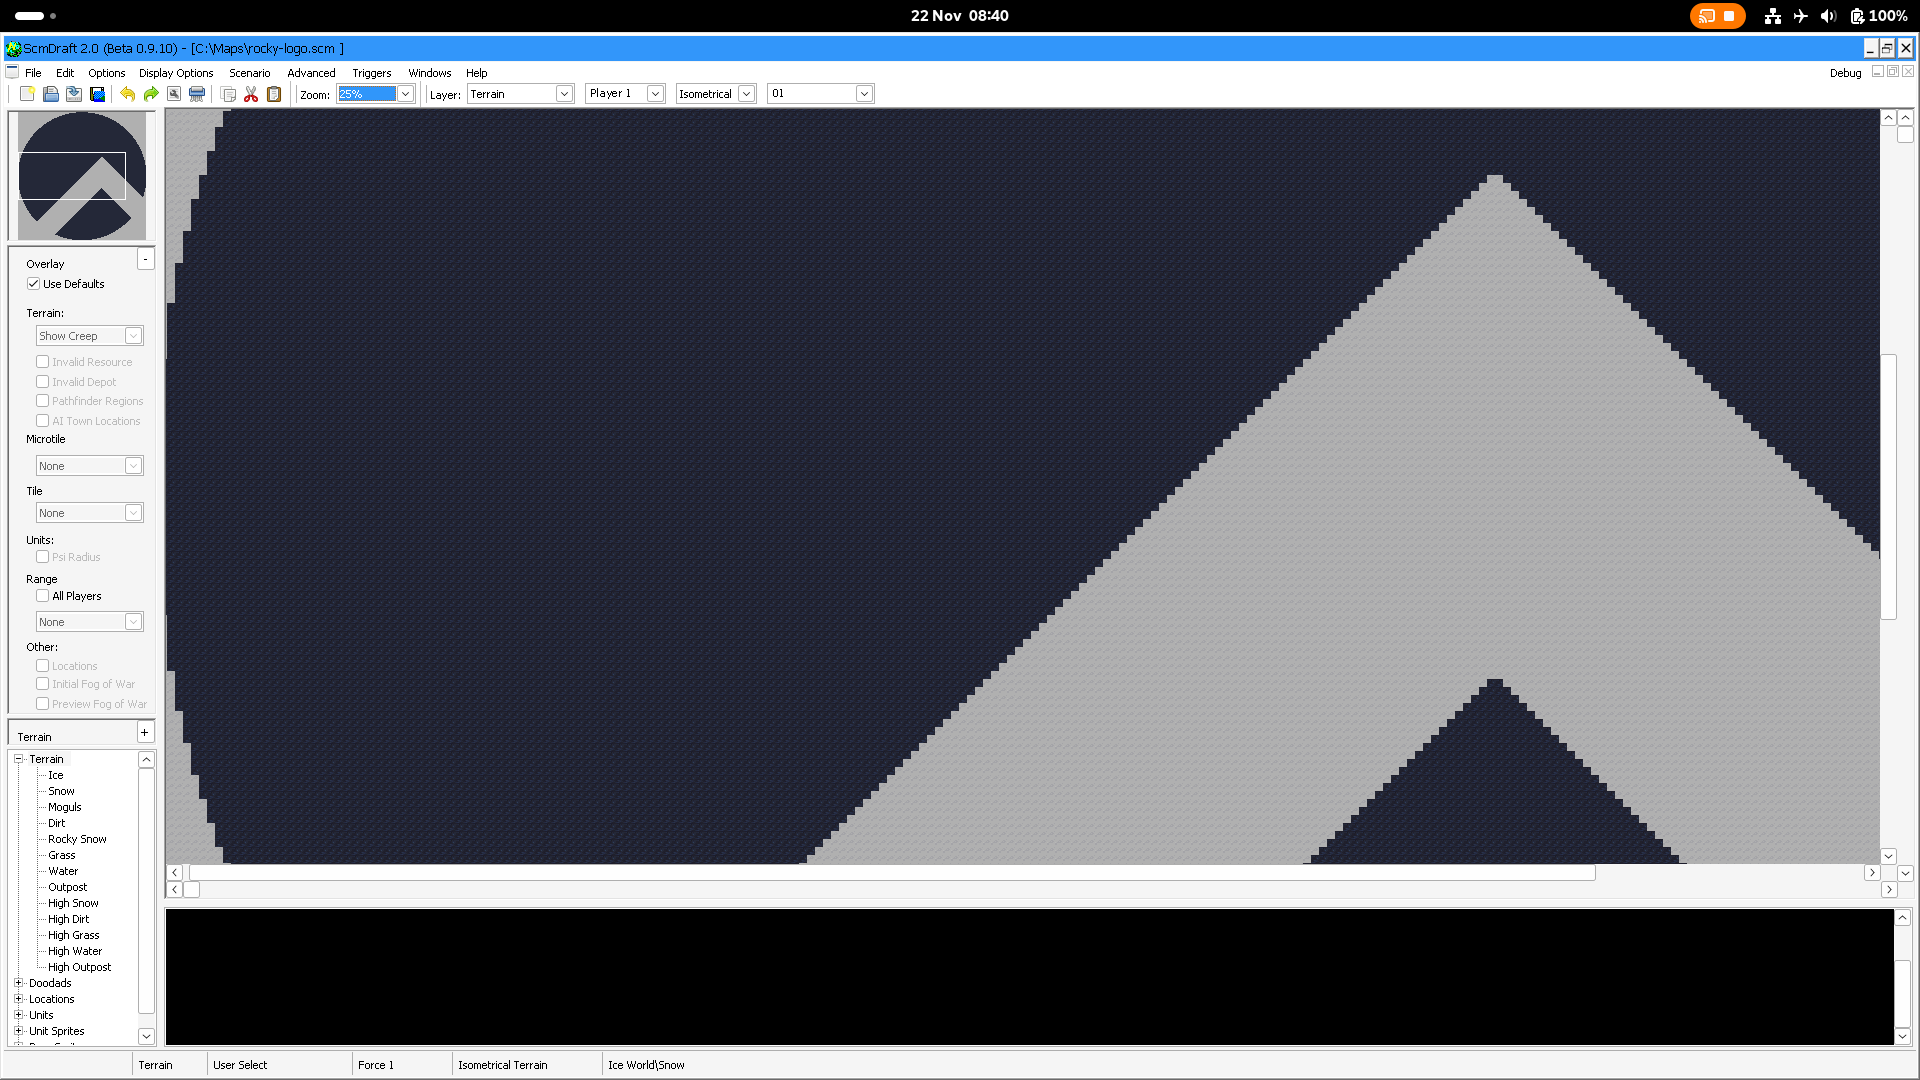 22 Nov 08:40
100%
ScmDraft 2.0 (Beta 0.9.10) - [C:\Maps\rocky-logo.scm ]
File Edit Options Display Options Scenario Advanced Triggers Windows Help Debug
Zoom: 25% Layer: Terrain Player 1 Isometrical 01
Overlay -
Use Defaults
Terrain:
Show Creep
Invalid Resource
Invalid Depot
Pathfinder Regions
AI Town Locations
Microtile
None
Tile
None
Units:
Psi Radius
Range
All Players
None
Other:
Locations
Initial Fog of War
Preview Fog of War
Terrain +
Terrain
Ice
Snow
Moguls
Dirt
Rocky Snow
Grass
Water
Outpost
High Snow
High Dirt
High Grass
High Water
High Outpost
Doodads
Locations
Units
Unit Sprites
Terrain User Select Force 1 Isometrical Terrain Ice World\Snow